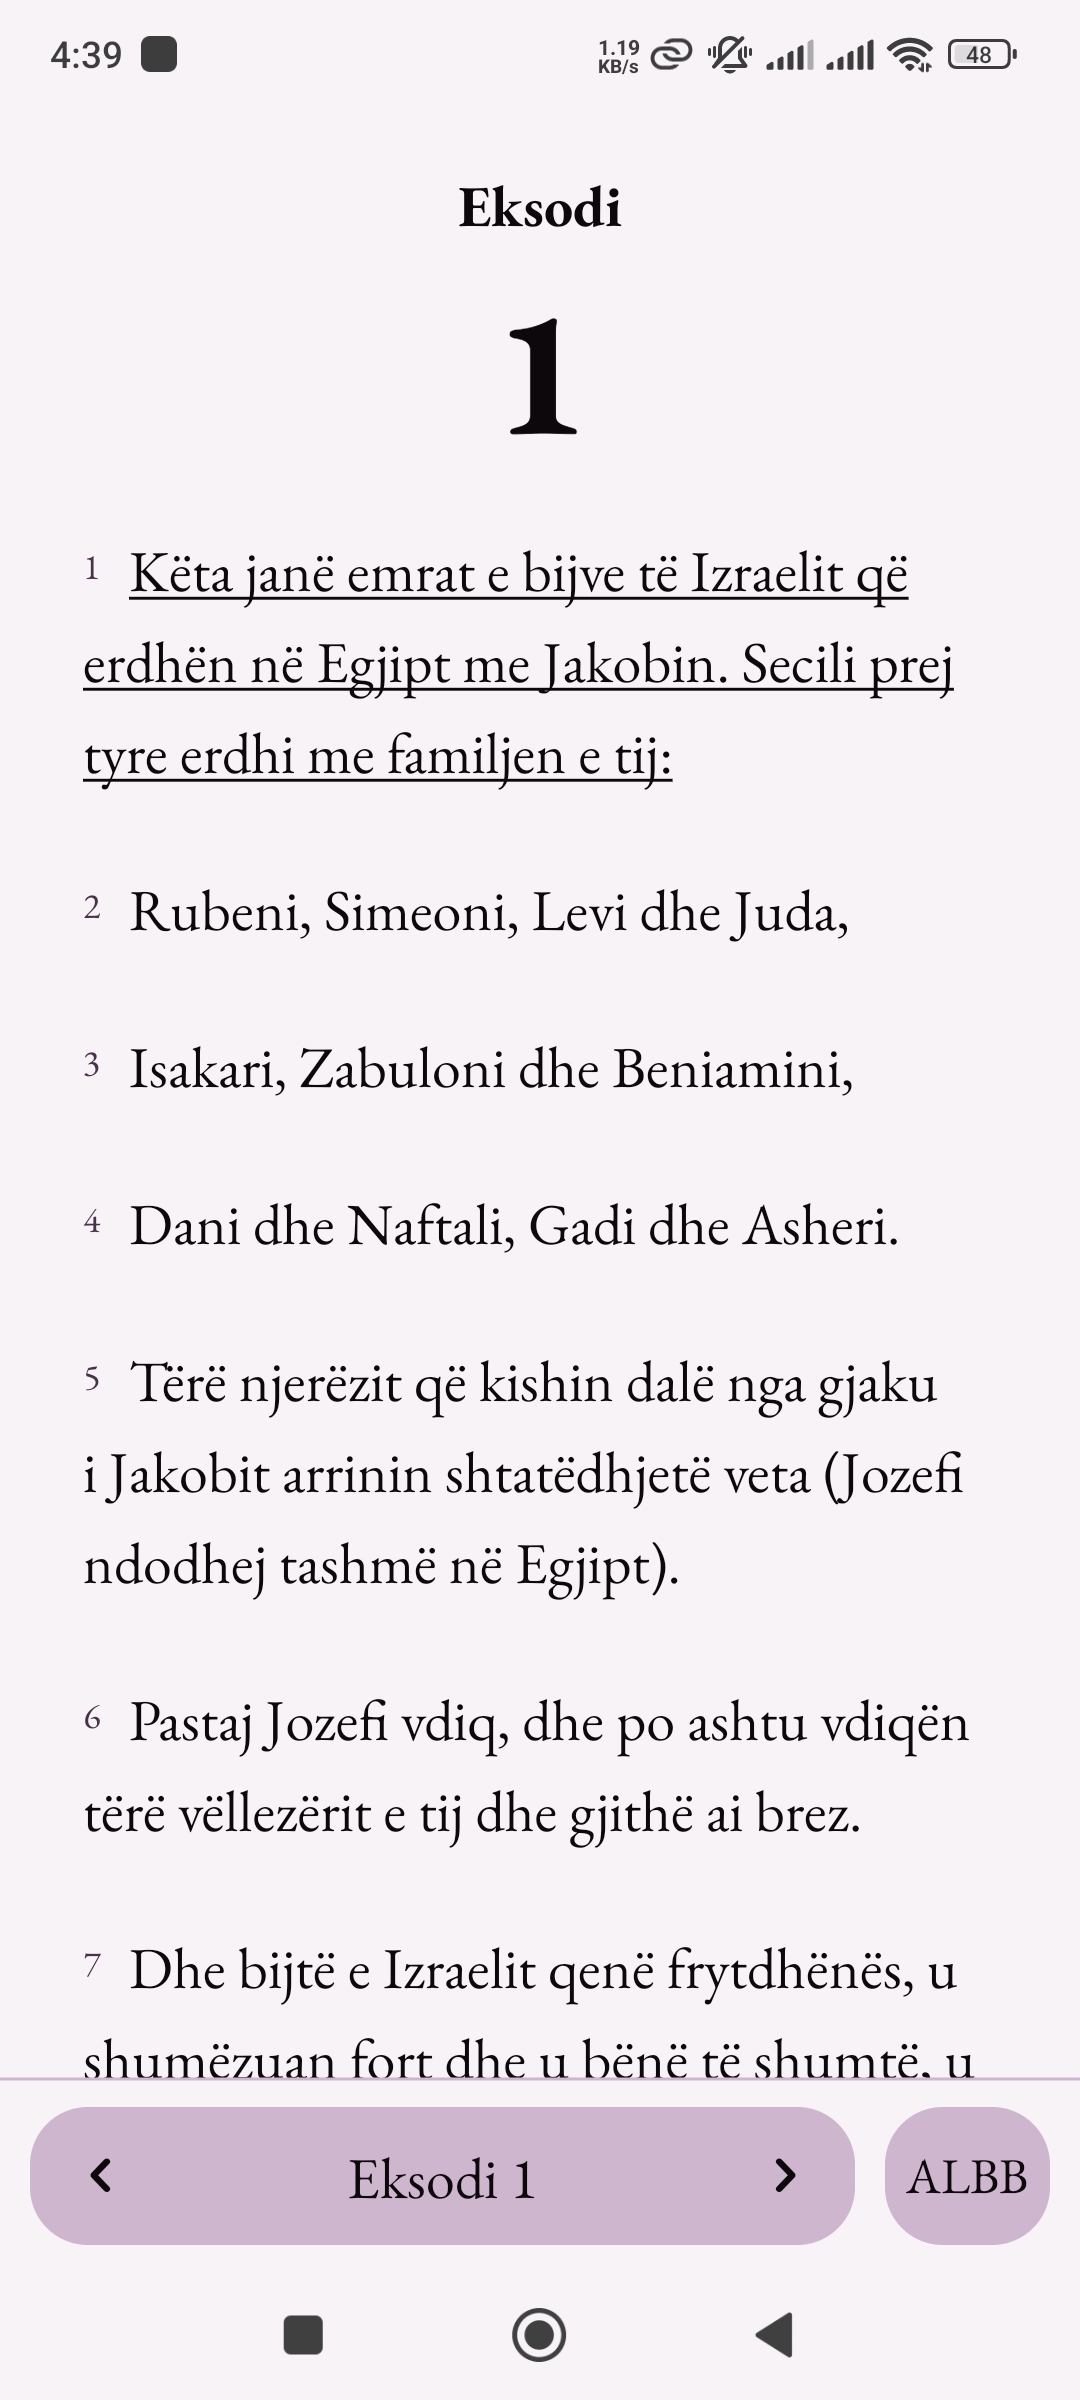 4:39
1.19
KB/s
48
Eksodi
1
1 Këta janë emrat e bijve të Izraelit që
erdhën në Egjipt me Jakobin. Secili prej
tyre erdhi me familjen e tij:
2 Rubeni, Simeoni, Levi dhe Juda,
3 Isakari, Zabuloni dhe Beniamini,
4 Dani dhe Naftali, Gadi dhe Asheri.
5 Tërë njerëzit që kishin dalë nga gjaku
i Jakobit arrinin shtatëdhjetë veta (Jozefi
ndodhej tashmë në Egjipt).
6 Pastaj Jozefi vdiq, dhe po ashtu vdiqën
tërë vëllezërit e tij dhe gjithë ai brez.
7 Dhe bijtë e Izraelit qenë frytdhënës, u
shumëzuan fort dhe u bënë të shumtë, u
Eksodi 1
ALBB